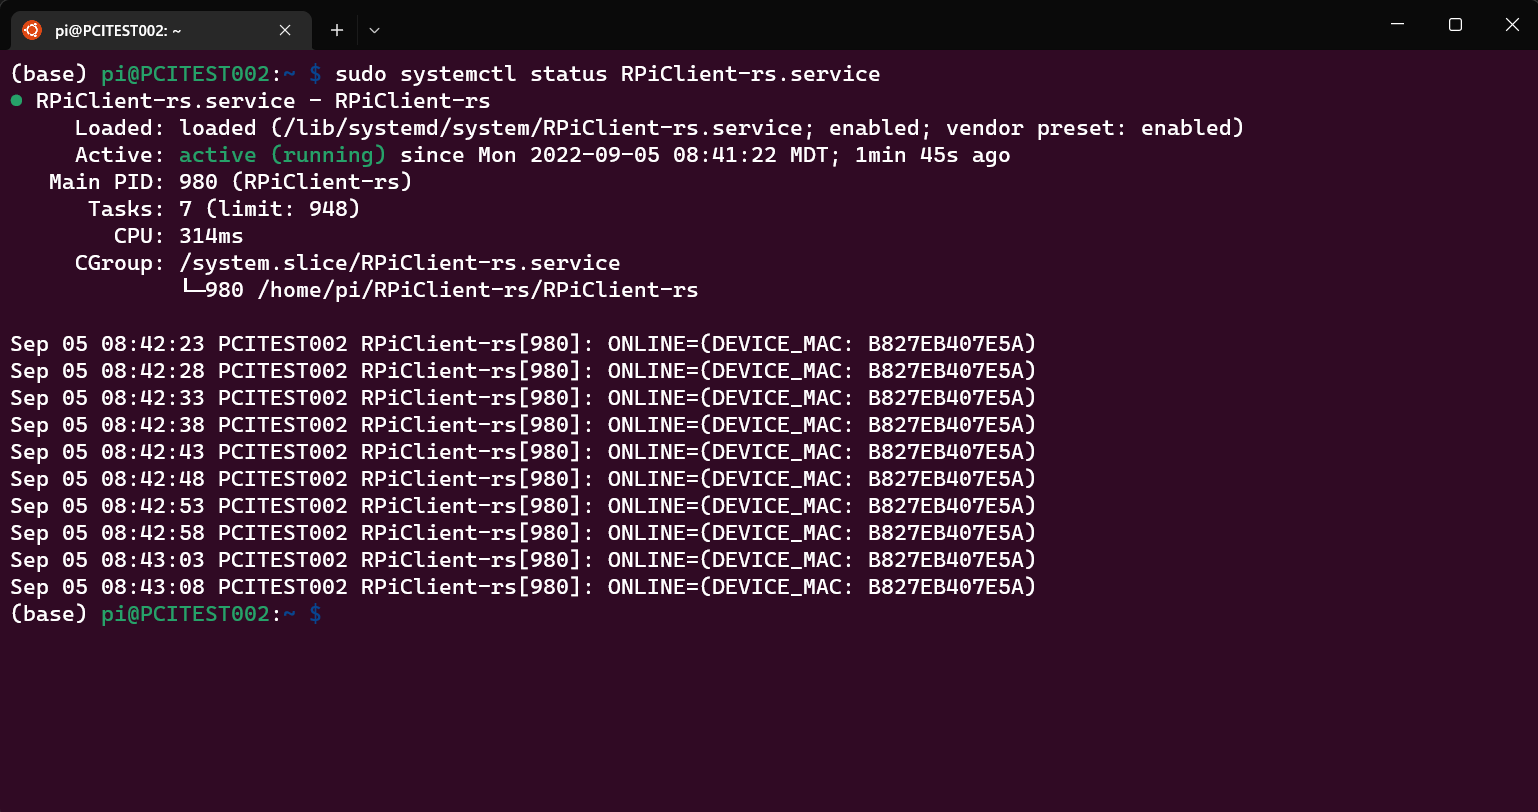 pi@PCITEST002: ~
(base) pi@PCITEST002:~ $ sudo systemctl status RPiClient-rs.service
● RPiClient-rs.service - RPiClient-rs
     Loaded: loaded (/lib/systemd/system/RPiClient-rs.service; enabled; vendor preset: enabled)
     Active: active (running) since Mon 2022-09-05 08:41:22 MDT; 1min 45s ago
   Main PID: 980 (RPiClient-rs)
      Tasks: 7 (limit: 948)
        CPU: 314ms
     CGroup: /system.slice/RPiClient-rs.service
             └─980 /home/pi/RPiClient-rs/RPiClient-rs
Sep 05 08:42:23 PCITEST002 RPiClient-rs[980]: ONLINE=(DEVICE_MAC: B827EB407E5A)
Sep 05 08:42:28 PCITEST002 RPiClient-rs[980]: ONLINE=(DEVICE_MAC: B827EB407E5A)
Sep 05 08:42:33 PCITEST002 RPiClient-rs[980]: ONLINE=(DEVICE_MAC: B827EB407E5A)
Sep 05 08:42:38 PCITEST002 RPiClient-rs[980]: ONLINE=(DEVICE_MAC: B827EB407E5A)
Sep 05 08:42:43 PCITEST002 RPiClient-rs[980]: ONLINE=(DEVICE_MAC: B827EB407E5A)
Sep 05 08:42:48 PCITEST002 RPiClient-rs[980]: ONLINE=(DEVICE_MAC: B827EB407E5A)
Sep 05 08:42:53 PCITEST002 RPiClient-rs[980]: ONLINE=(DEVICE_MAC: B827EB407E5A)
Sep 05 08:42:58 PCITEST002 RPiClient-rs[980]: ONLINE=(DEVICE_MAC: B827EB407E5A)
Sep 05 08:43:03 PCITEST002 RPiClient-rs[980]: ONLINE=(DEVICE_MAC: B827EB407E5A)
Sep 05 08:43:08 PCITEST002 RPiClient-rs[980]: ONLINE=(DEVICE_MAC: B827EB407E5A)
(base) pi@PCITEST002:~ $